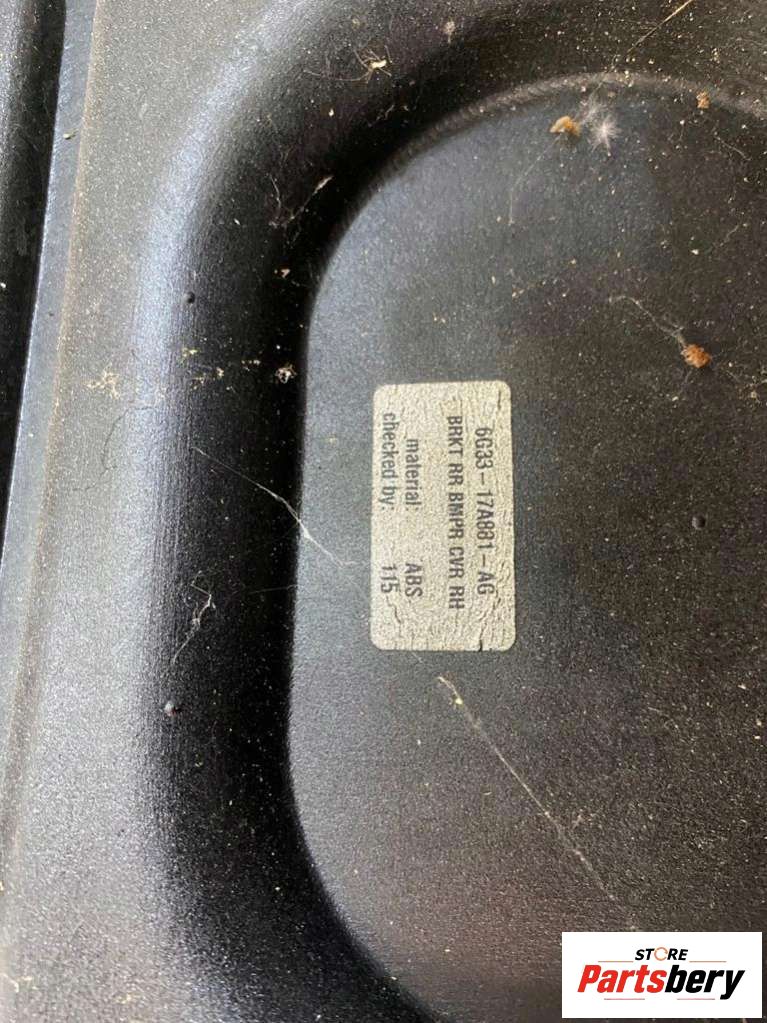 6G33-17A881-AG
BRKT RR BMPR CVR RH
material: ABS
checked by: 115
STORE
Partsbery